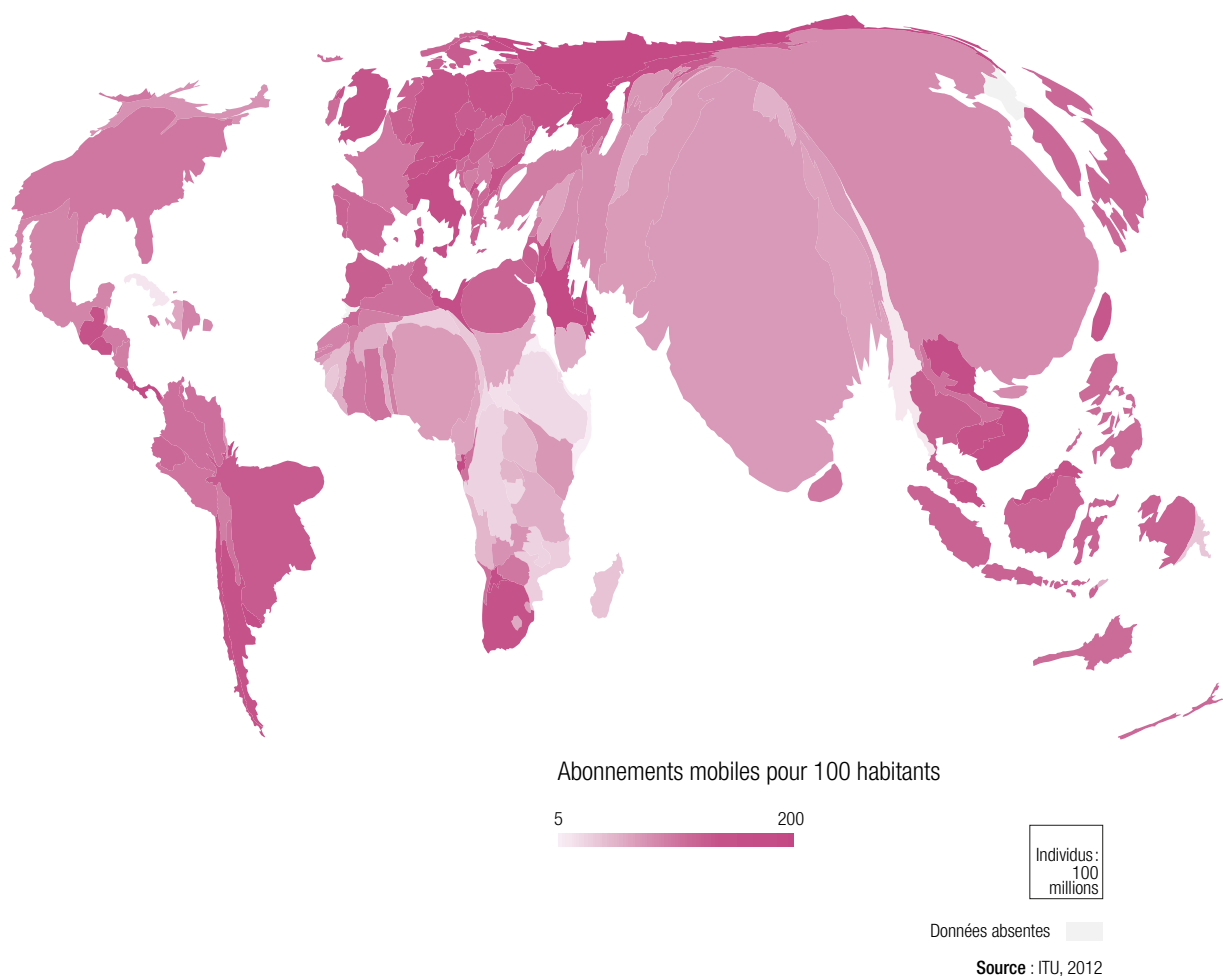 Abonnements mobiles pour 100 habitants
5 200
Individus :
100
millions
Données absentes
Source : ITU, 2012